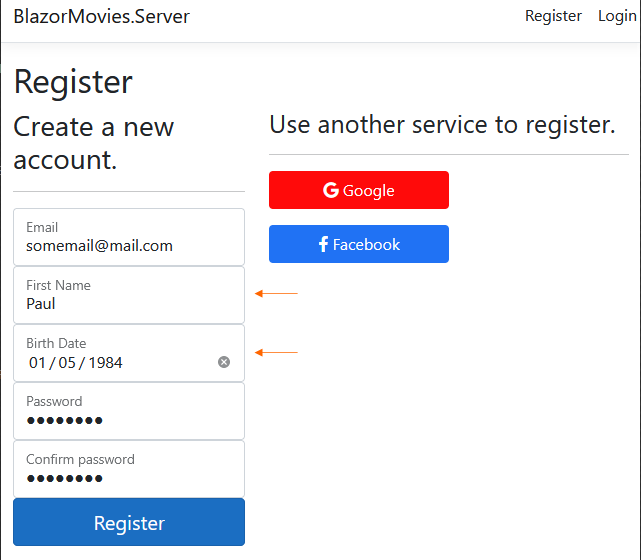 BlazorMovies.Server
Register
Login
Register
Create a new
account.
Email
somemail@mail.com
First Name
Paul
Birth Date
01/05/1984
Password
●●●●●●●●
Confirm password
●●●●●●●●
Register
Use another service to register.
Google
Facebook